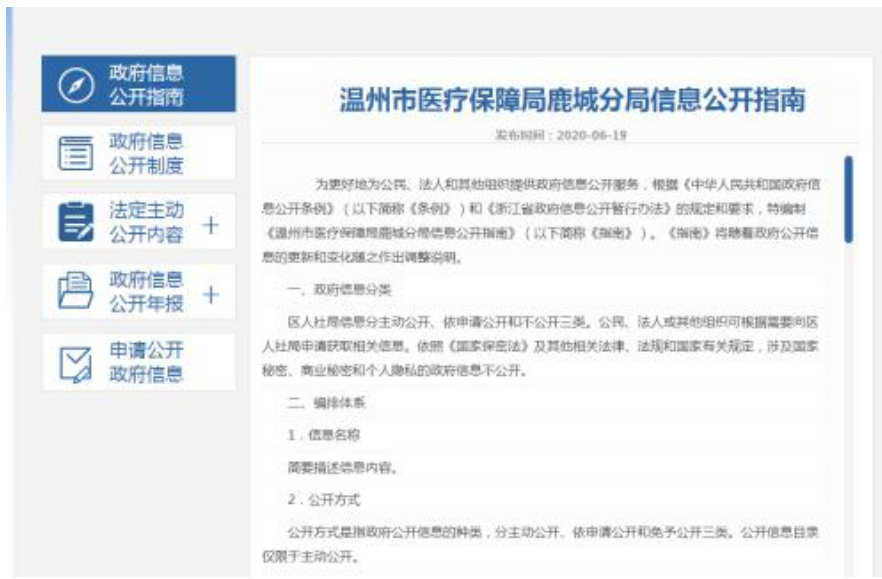 政府信息
公开指南
政府信息
公开制度
法定主动
公开内容 +
政府信息
公开年报 +
申请公开
政府信息
温州市医疗保障局鹿城分局信息公开指南
发布时间：2020-06-19
为更好地为公民、法人和其他组织提供政府信息公开服务，根据《中华人民共和国政府信
息公开条例》（以下简称《条例》）和《浙江省政府信息公开暂行办法》的规定和要求，特编制
《温州市医疗保障局鹿城分局信息公开指南》（以下简称《指南》）。《指南》将随着政府公开信
息的更新和变化随之作出调整说明。
一、政府信息分类
区人社局信息分主动公开、依申请公开和不公开三类。公民、法人或其他组织可根据需要向区
人社局申请获取相关信息。依照《国家保密法》及其他相关法律、法规和国家有关规定，涉及国家
秘密、商业秘密和个人隐私的政府信息不公开。
二、编排体系
1．信息名称
简要描述信息内容。
2．公开方式
公开方式是指政府公开信息的种类，分主动公开、依申请公开和免予公开三类。公开信息目录
仅限于主动公开。